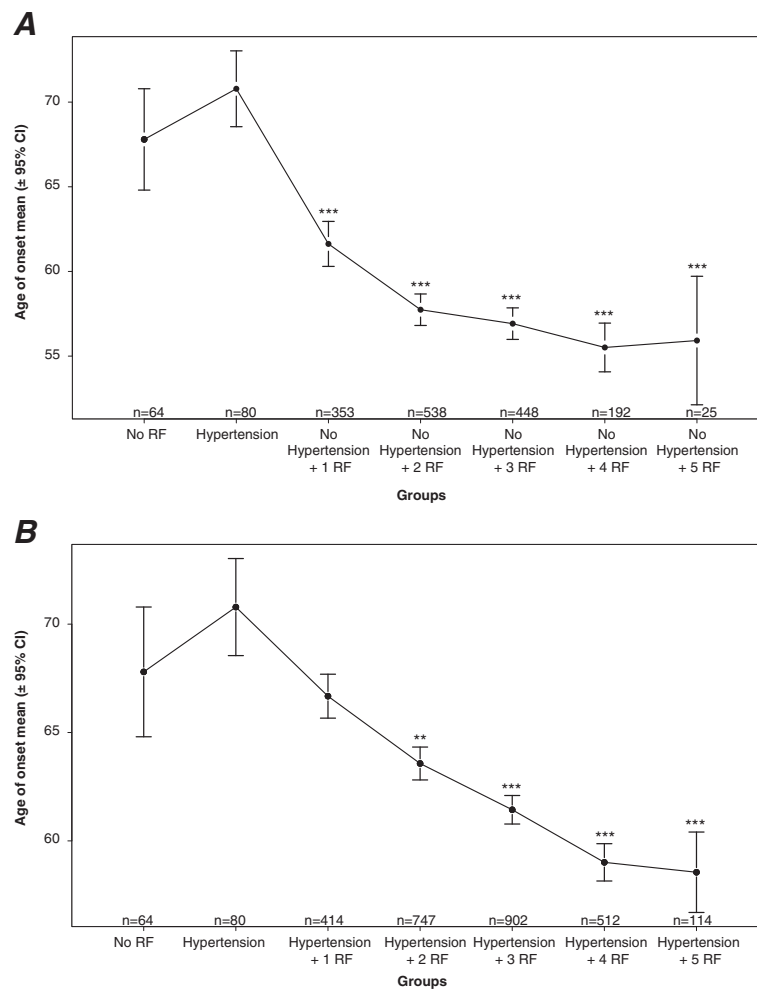 A
Age of onset mean (± 95% CI)
70
65
60
55
***
***
***
***
***
n=64
n=80
n=353
n=538
n=448
n=192
n=25
No RF
Hypertension
No
Hypertension
+ 1 RF
No
Hypertension
+ 2 RF
No
Hypertension
+ 3 RF
No
Hypertension
+ 4 RF
No
Hypertension
+ 5 RF
Groups
B
Age of onset mean (± 95% CI)
70
65
60
**
***
***
***
n=64
n=80
n=414
n=747
n=902
n=512
n=114
No RF
Hypertension
Hypertension
+ 1 RF
Hypertension
+ 2 RF
Hypertension
+ 3 RF
Hypertension
+ 4 RF
Hypertension
+ 5 RF
Groups